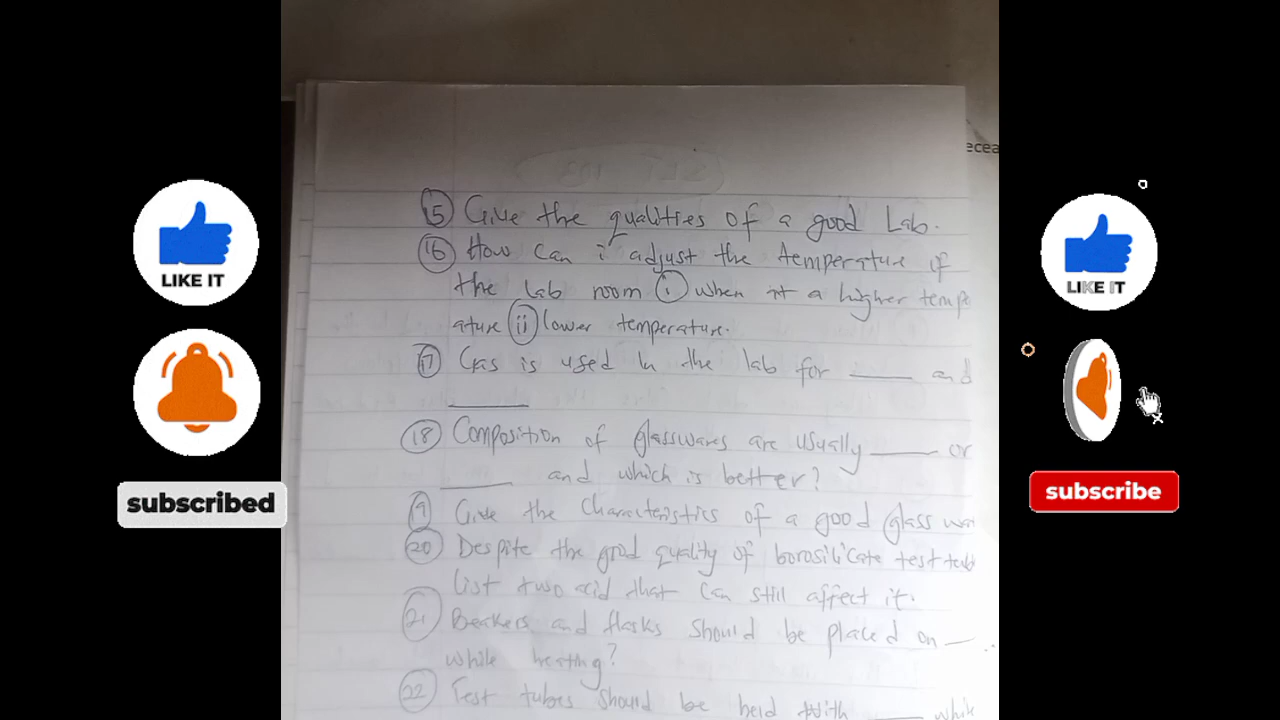 ecea
15 Give the qualities of a good Lab.
16 How can i adjust the temperature of
the lab room i when it a higher tempe
ature ii lower temperature.
17 Gas is used in the lab for ____ and
____
18 Composition of glasswares are usually ____ or
____ and which is better?
19 Give the characteristics of a good glass war
20 Despite the good quality of borosilicate test tub
list two acid that can still affect it.
21 Beakers and flasks should be placed on __
while heating?
22 Test tubes should be held with ____ while
LIKE IT
subscribed
LIKE IT
subscribe